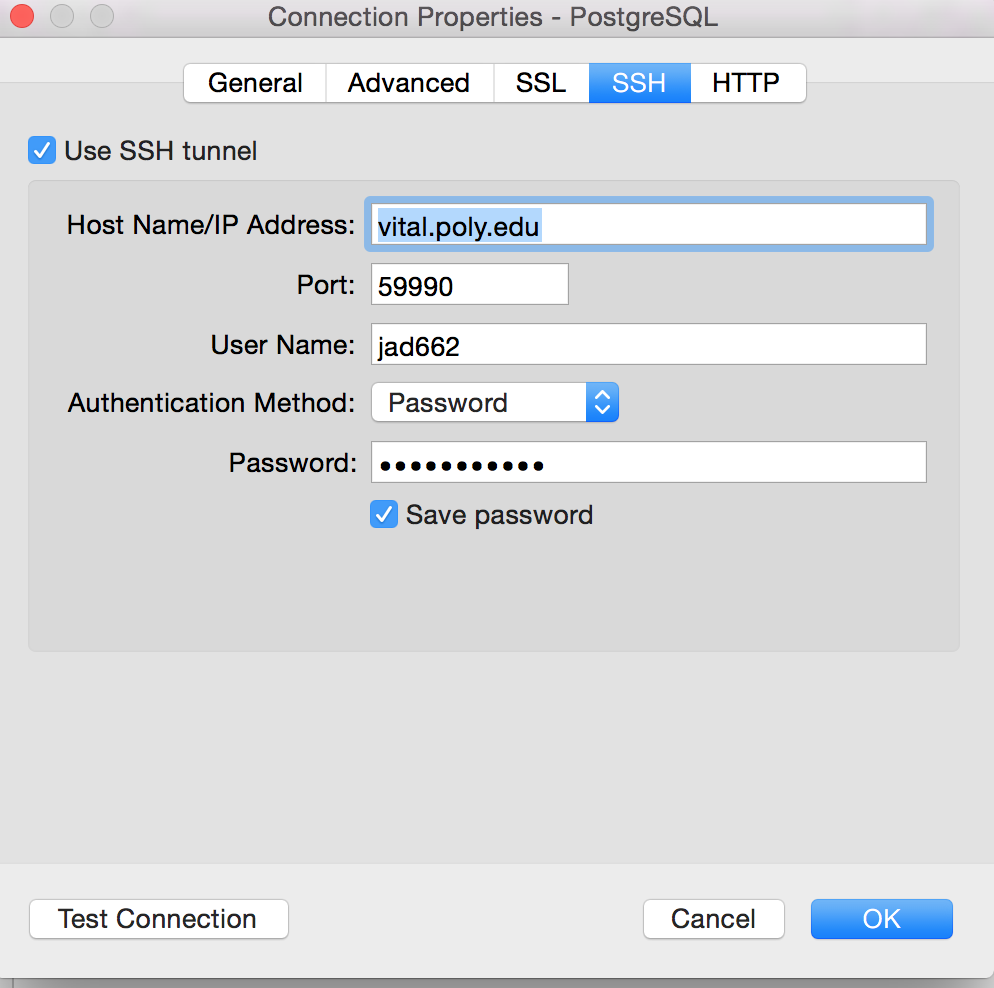 Connection Properties - PostgreSQL
General Advanced SSL SSH HTTP
Use SSH tunnel
Host Name/IP Address: vital.poly.edu
Port: 59990
User Name: jad662
Authentication Method: Password
Password: •••••••••••
Save password
Test Connection Cancel OK